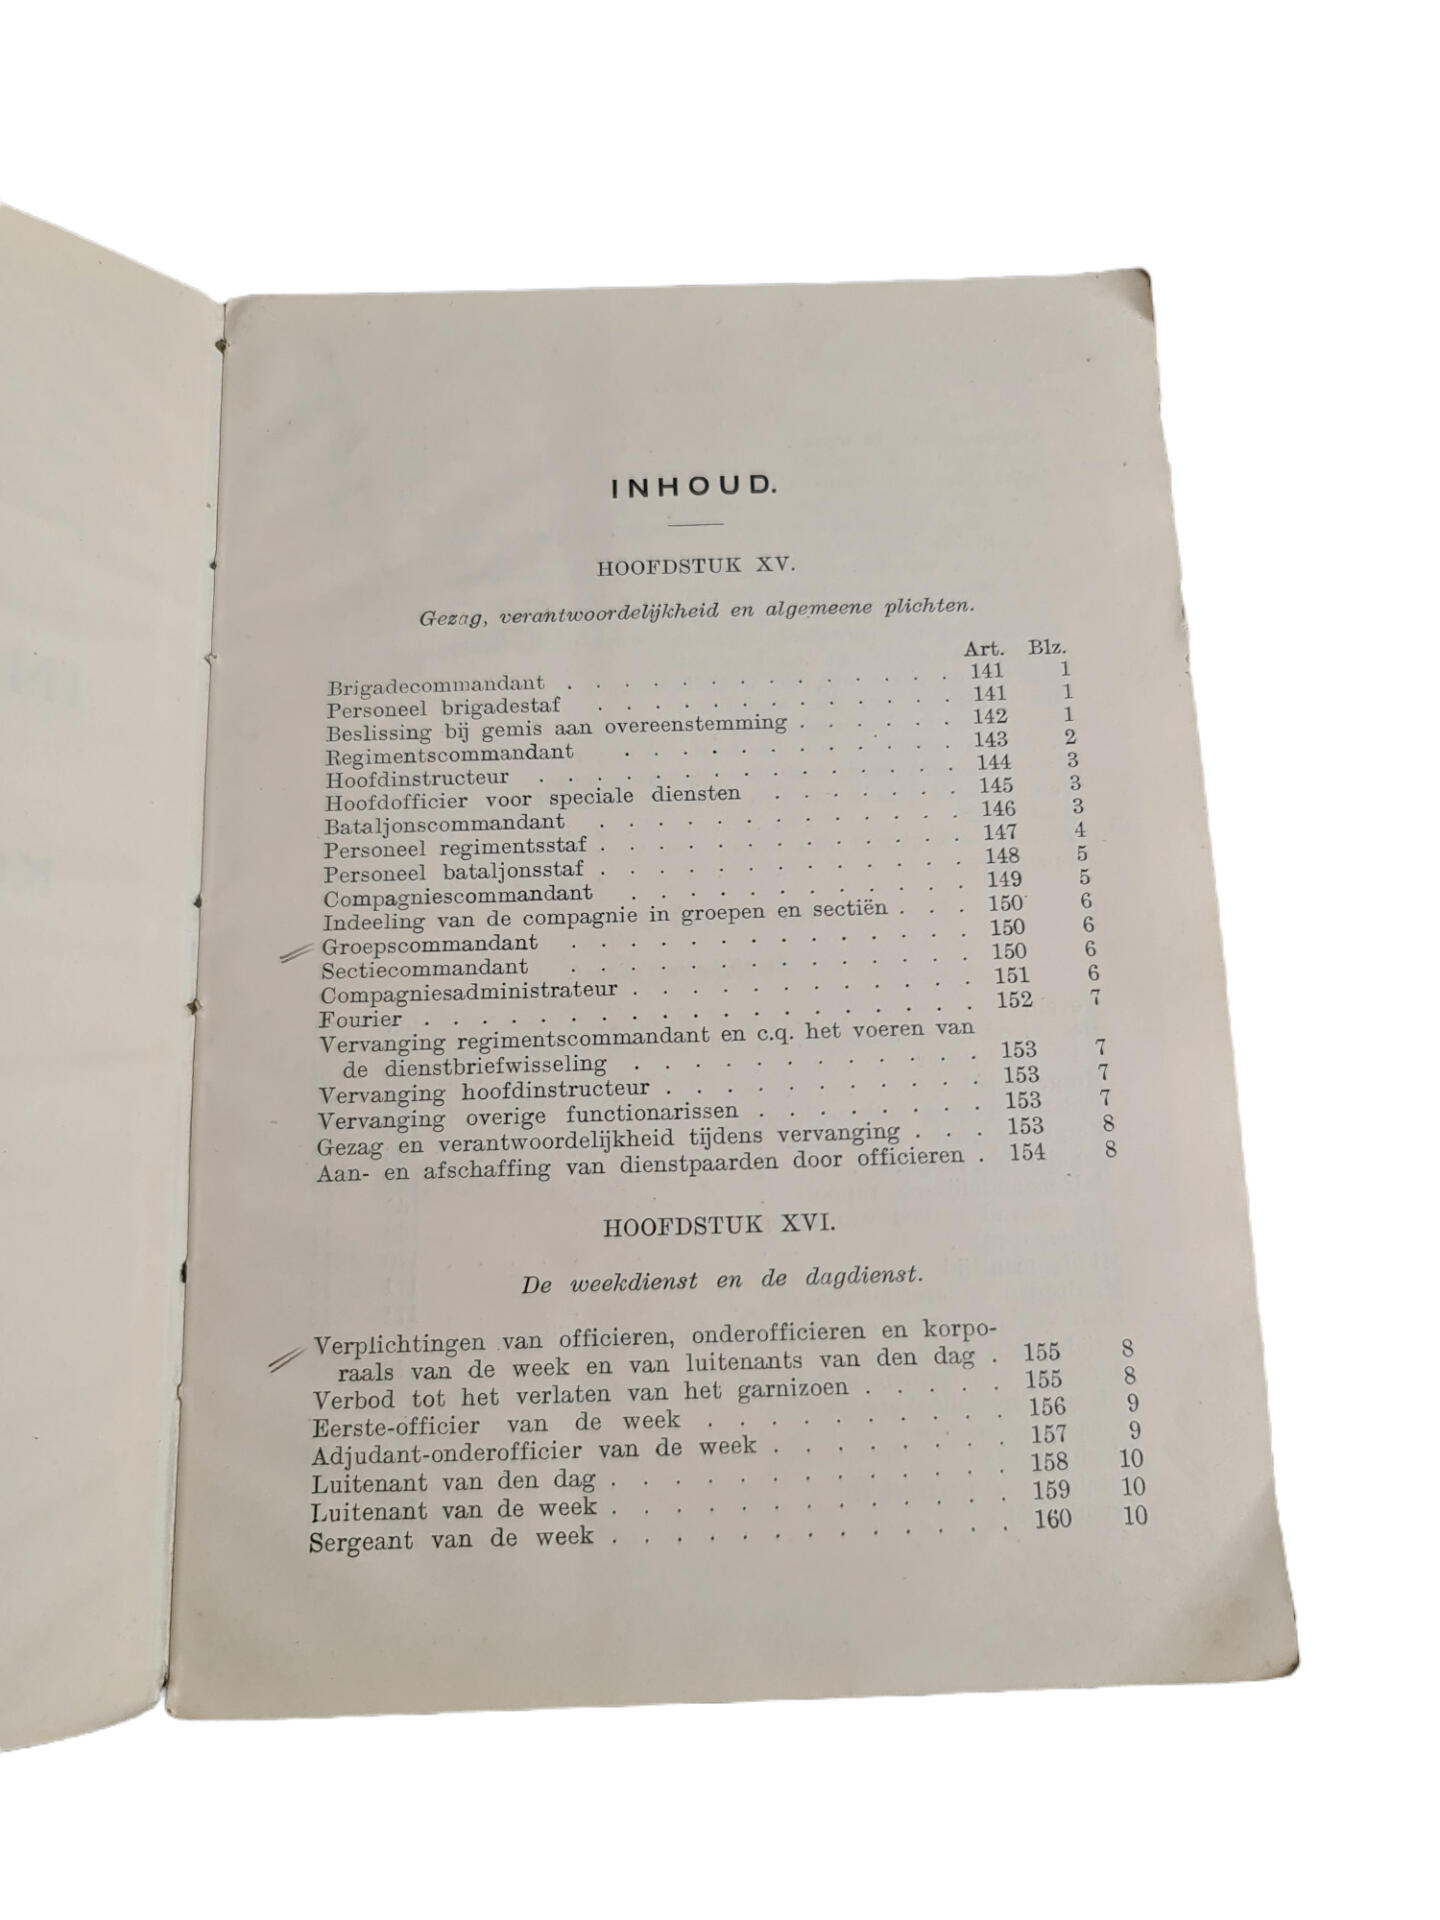 INHOUD.
HOOFDSTUK XV.
Gezag, verantwoordelijkheid en algemeene plichten.
Art. Blz.
Brigadecommandant . . . . . . . . . . . . . . 141 1
Personeel brigadestaf . . . . . . . . . . . . . 141 1
Beslissing bij gemis aan overeenstemming . . . . . . 142 1
Regimentscommandant . . . . . . . . . . . . 143 2
Hoofdinstructeur . . . . . . . . . . . . . . . 144 3
Hoofdofficier voor speciale diensten . . . . . . . 145 3
Bataljonscommandant . . . . . . . . . . . . . 146 3
Personeel regimentsstaf . . . . . . . . . . . . . 147 4
Personeel bataljonsstaf . . . . . . . . . . . . . 148 5
Compagniescommandant . . . . . . . . . . . . 149 5
Indeeling van de compagnie in groepen en sectiën . . . 150 6
Groepscommandant . . . . . . . . . . . . . . 150 6
Sectiecommandant . . . . . . . . . . . . . . 150 6
Compagniesadministrateur . . . . . . . . . . . . 151 6
Fourier . . . . . . . . . . . . . . . . . . . 152 7
Vervanging regimentscommandant en c.q. het voeren van
de dienstbriefwisseling . . . . . . . . . . . . 153 7
Vervanging hoofdinstructeur . . . . . . . . . . . 153 7
Vervanging overige functionarissen . . . . . . . . 153 7
Gezag en verantwoordelijkheid tijdens vervanging . . . 153 8
Aan- en afschaffing van dienstpaarden door officieren . 154 8
HOOFDSTUK XVI.
De weekdienst en de dagdienst.
Verplichtingen van officieren, onderofficieren en korpo-
raals van de week en van luitenants van den dag . 155 8
Verbod tot het verlaten van het garnizoen . . . . . 155 8
Eerste-officier van de week . . . . . . . . . . 156 9
Adjudant-onderofficier van de week . . . . . . . . 157 9
Luitenant van den dag . . . . . . . . . . . . . 158 10
Luitenant van de week . . . . . . . . . . . . . 159 10
Sergeant van de week . . . . . . . . . . . . . 160 10